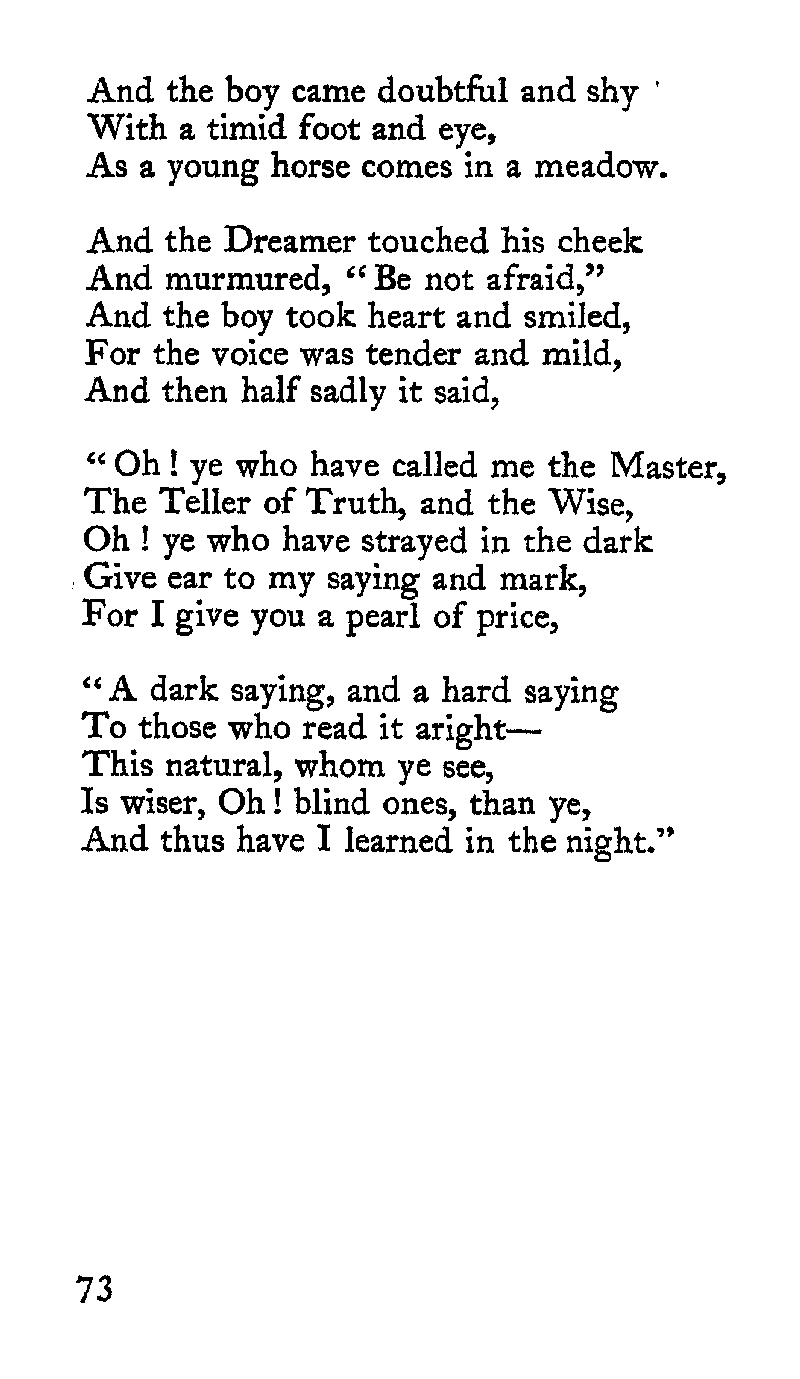 And the boy came doubtful and shy
With a timid foot and eye,
As a young horse comes in a meadow.
And the Dreamer touched his cheek
And murmured, “ Be not afraid,”
And the boy took heart and smiled,
For the voice was tender and mild,
And then half sadly it said,
“ Oh ! ye who have called me the Master,
The Teller of Truth, and the Wise,
Oh ! ye who have strayed in the dark
Give ear to my saying and mark,
For I give you a pearl of price,
“ A dark saying, and a hard saying
To those who read it aright—
This natural, whom ye see,
Is wiser, Oh ! blind ones, than ye,
And thus have I learned in the night.”
73